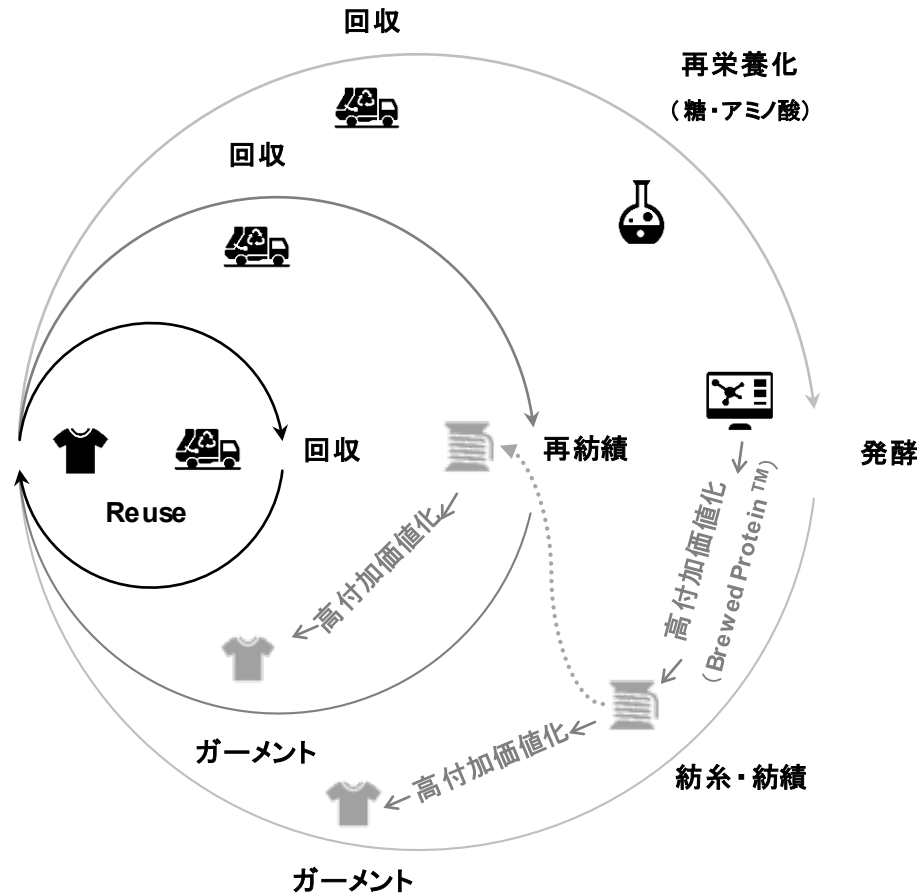 回収
再栄養化
（糖・アミノ酸）
回収
回収
再紡績
発酵
Reuse
高付加価値化
高付加価値化
（Brewed Protein™）
高付加価値化
ガーメント
紡糸・紡績
ガーメント